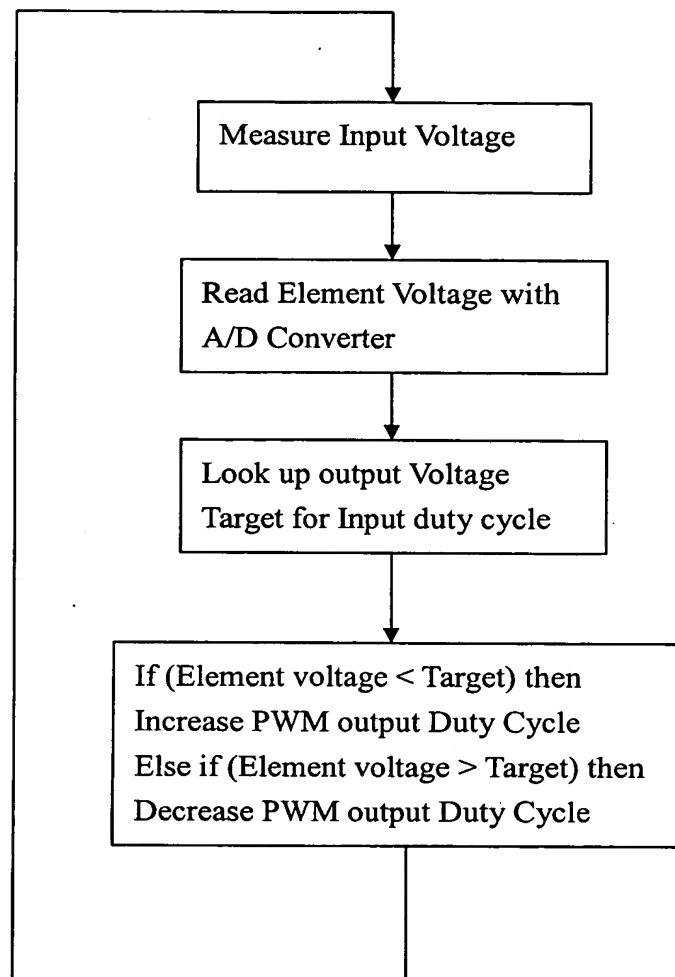 Measure Input Voltage
Read Element Voltage with
A/D Converter
Look up output Voltage
Target for Input duty cycle
If (Element voltage < Target) then
Increase PWM output Duty Cycle
Else if (Element voltage > Target) then
Decrease PWM output Duty Cycle